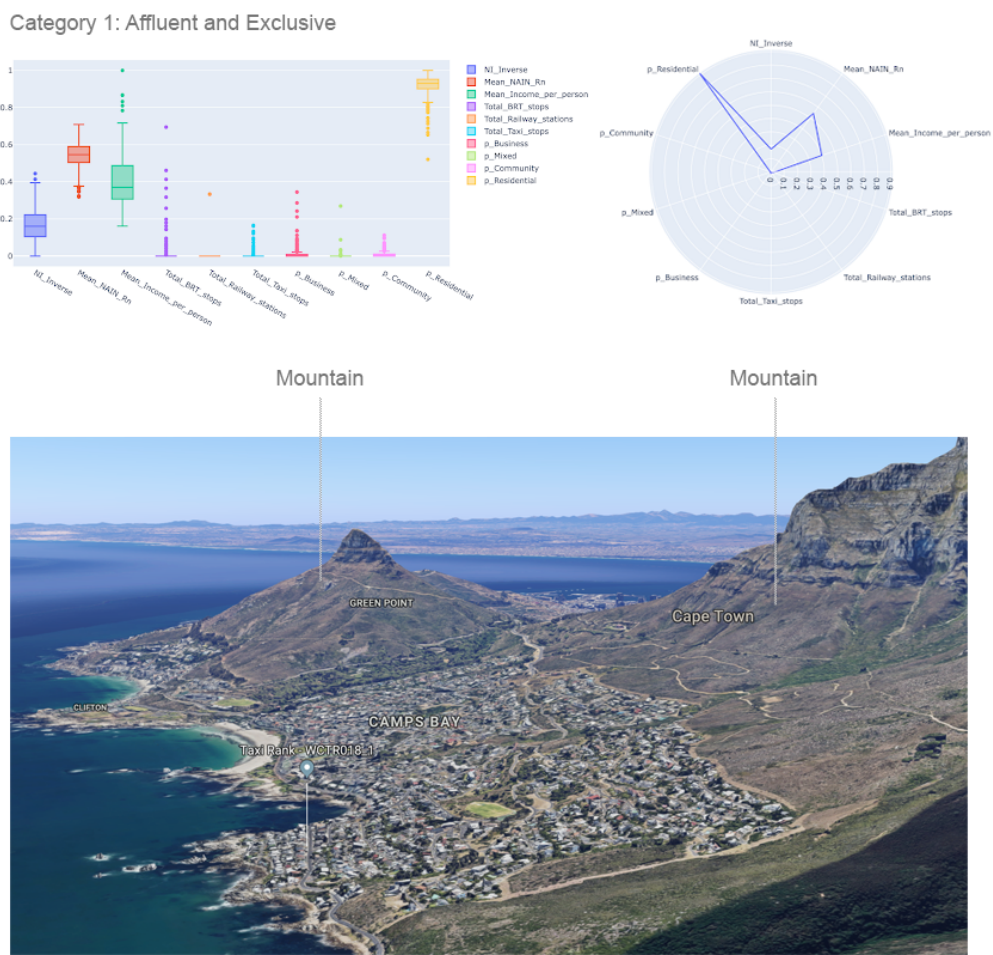 Category 1: Affluent and Exclusive
1
0.8
0.6
0.4
0.2
0
NI_Inverse
Mean_NAIN_Rn
Mean_Income_per_person
Total_BRT_stops
Total_Railway_stations
Total_Taxi_stops
p_Business
p_Mixed
p_Community
p_Residential
NI_Inverse
Mean_NAIN_Rn
Mean_Income_per_person
Total_BRT_stops
Total_Railway_stations
Total_Taxi_stops
p_Business
p_Mixed
p_Community
p_Residential
NI_Inverse
p_Residential
Mean_NAIN_Rn
p_Community
Mean_Income_per_person
0 0.1 0.2 0.3 0.4 0.5 0.6 0.7 0.8 0.9
p_Mixed
Total_BRT_stops
p_Business
Total_Railway_stations
Total_Taxi_stops
Mountain
Mountain
GREEN POINT
Cape Town
CLIFTON
CAMPS BAY
Taxi Rank - WCTR018_1